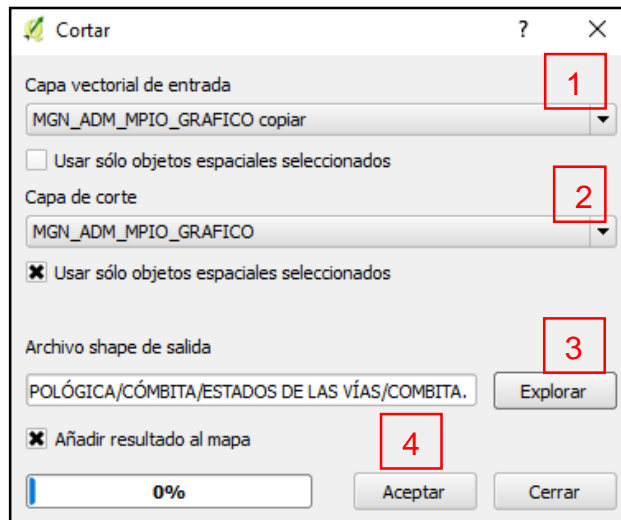 Cortar ? ×
Capa vectorial de entrada
1
MGN_ADM_MPIO_GRAFICO copiar
Usar sólo objetos espaciales seleccionados
Capa de corte
2
MGN_ADM_MPIO_GRAFICO
Usar sólo objetos espaciales seleccionados
Archivo shape de salida
3
POLÓGICA/CÓMBITA/ESTADOS DE LAS VÍAS/COMBITA. Explorar
Añadir resultado al mapa
4
0% Aceptar Cerrar